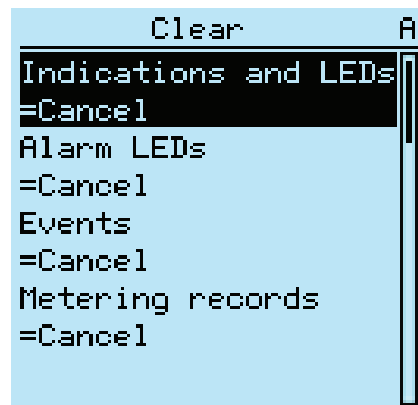 Clear A
Indications and LEDs
=Cancel
Alarm LEDs
=Cancel
Events
=Cancel
Metering records
=Cancel